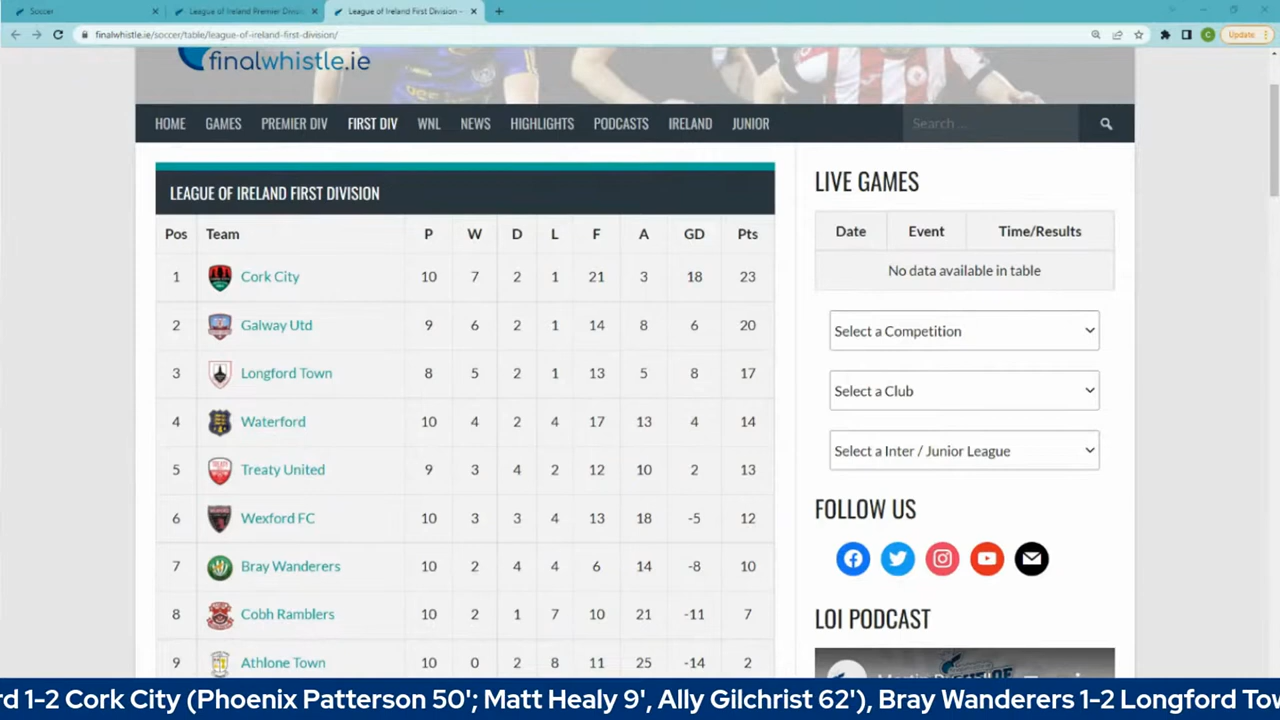 Soccer
League of Ireland Premier Divisi
League of Ireland First Division -
finalwhistle.ie/soccer/table/league-of-ireland-first-division/
C
Update
finalwhistle.ie
HOME GAMES PREMIER DIV FIRST DIV WNL NEWS HIGHLIGHTS PODCASTS IRELAND JUNIOR Search ...
LEAGUE OF IRELAND FIRST DIVISION
Pos Team P W D L F A GD Pts
1 Cork City 10 7 2 1 21 3 18 23
2 Galway Utd 9 6 2 1 14 8 6 20
3 Longford Town 8 5 2 1 13 5 8 17
4 Waterford 10 4 2 4 17 13 4 14
5 Treaty United 9 3 4 2 12 10 2 13
6 Wexford FC 10 3 3 4 13 18 -5 12
7 Bray Wanderers 10 2 4 4 6 14 -8 10
8 Cobh Ramblers 10 2 1 7 10 21 -11 7
9 Athlone Town 10 0 2 8 11 25 -14 2
LIVE GAMES
Date Event Time/Results
No data available in table
Select a Competition
Select a Club
Select a Inter / Junior League
FOLLOW US
LOI PODCAST
rd 1-2 Cork City (Phoenix Patterson 50'; Matt Healy 9', Ally Gilchrist 62'), Bray Wanderers 1-2 Longford Tow